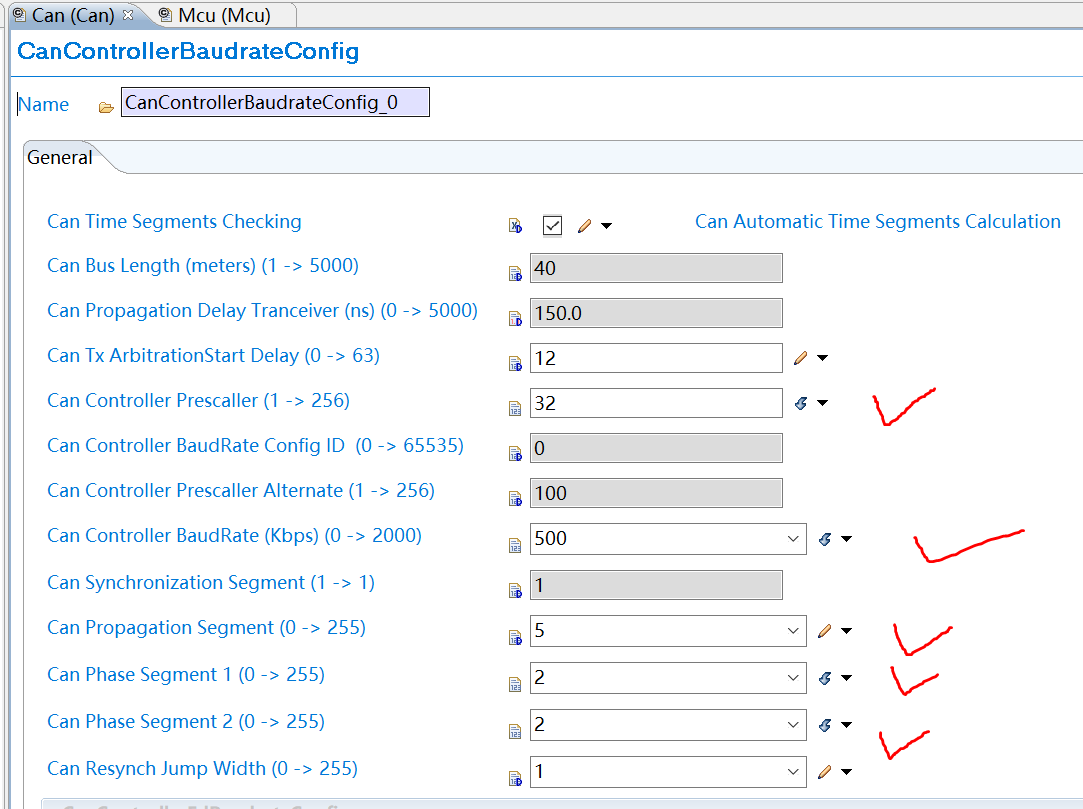 Can (Can) Mcu (Mcu)
CanControllerBaudrateConfig
Name CanControllerBaudrateConfig_0
General
Can Time Segments Checking Can Automatic Time Segments Calculation
Can Bus Length (meters) (1 -> 5000) 40
Can Propagation Delay Tranceiver (ns) (0 -> 5000) 150.0
Can Tx ArbitrationStart Delay (0 -> 63) 12
Can Controller Prescaller (1 -> 256) 32
Can Controller BaudRate Config ID (0 -> 65535) 0
Can Controller Prescaller Alternate (1 -> 256) 100
Can Controller BaudRate (Kbps) (0 -> 2000) 500
Can Synchronization Segment (1 -> 1) 1
Can Propagation Segment (0 -> 255) 5
Can Phase Segment 1 (0 -> 255) 2
Can Phase Segment 2 (0 -> 255) 2
Can Resynch Jump Width (0 -> 255) 1